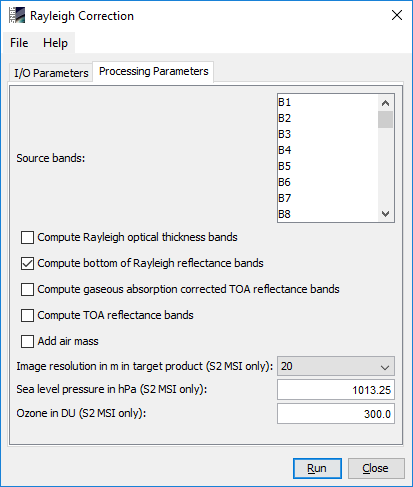 Rayleigh Correction
File Help
I/O Parameters Processing Parameters
Source bands:
B1
B2
B3
B4
B5
B6
B7
B8
Compute Rayleigh optical thickness bands
Compute bottom of Rayleigh reflectance bands
Compute gaseous absorption corrected TOA reflectance bands
Compute TOA reflectance bands
Add air mass
Image resolution in m in target product (S2 MSI only): 20
Sea level pressure in hPa (S2 MSI only): 1013.25
Ozone in DU (S2 MSI only): 300.0
Run Close